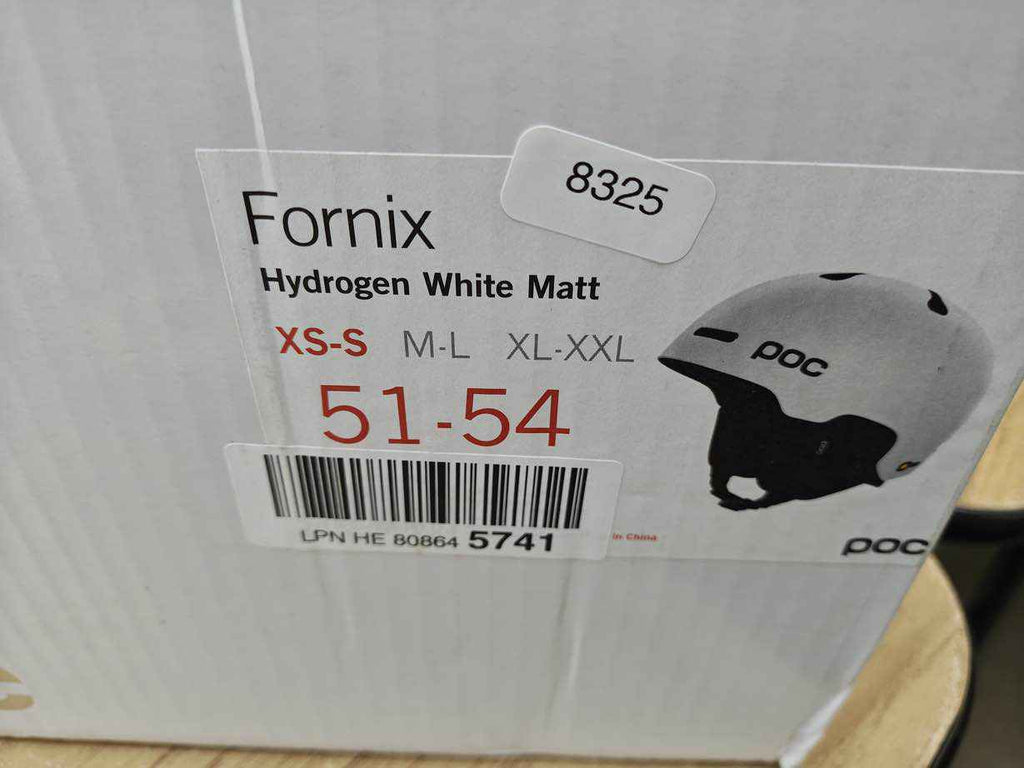 8325
Fornix
Hydrogen White Matt
XS-S M-L XL-XXL
51-54
poc
LPN HE 80864 5741
in China
poc